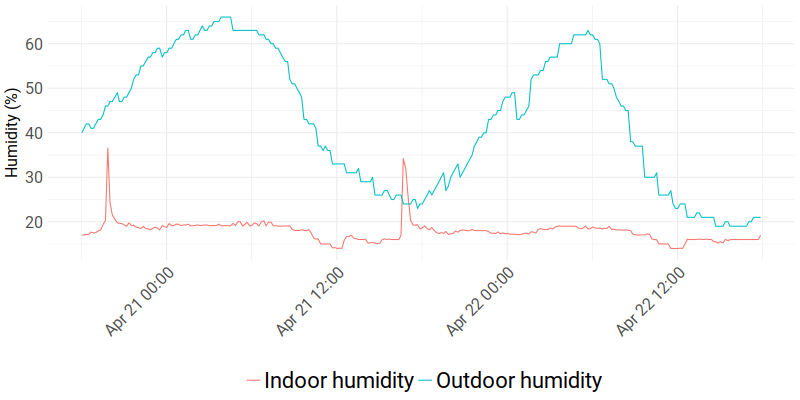 Humidity (%)
60
50
40
30
20
Apr 21 00:00
Apr 21 12:00
Apr 22 00:00
Apr 22 12:00
Indoor humidity
Outdoor humidity